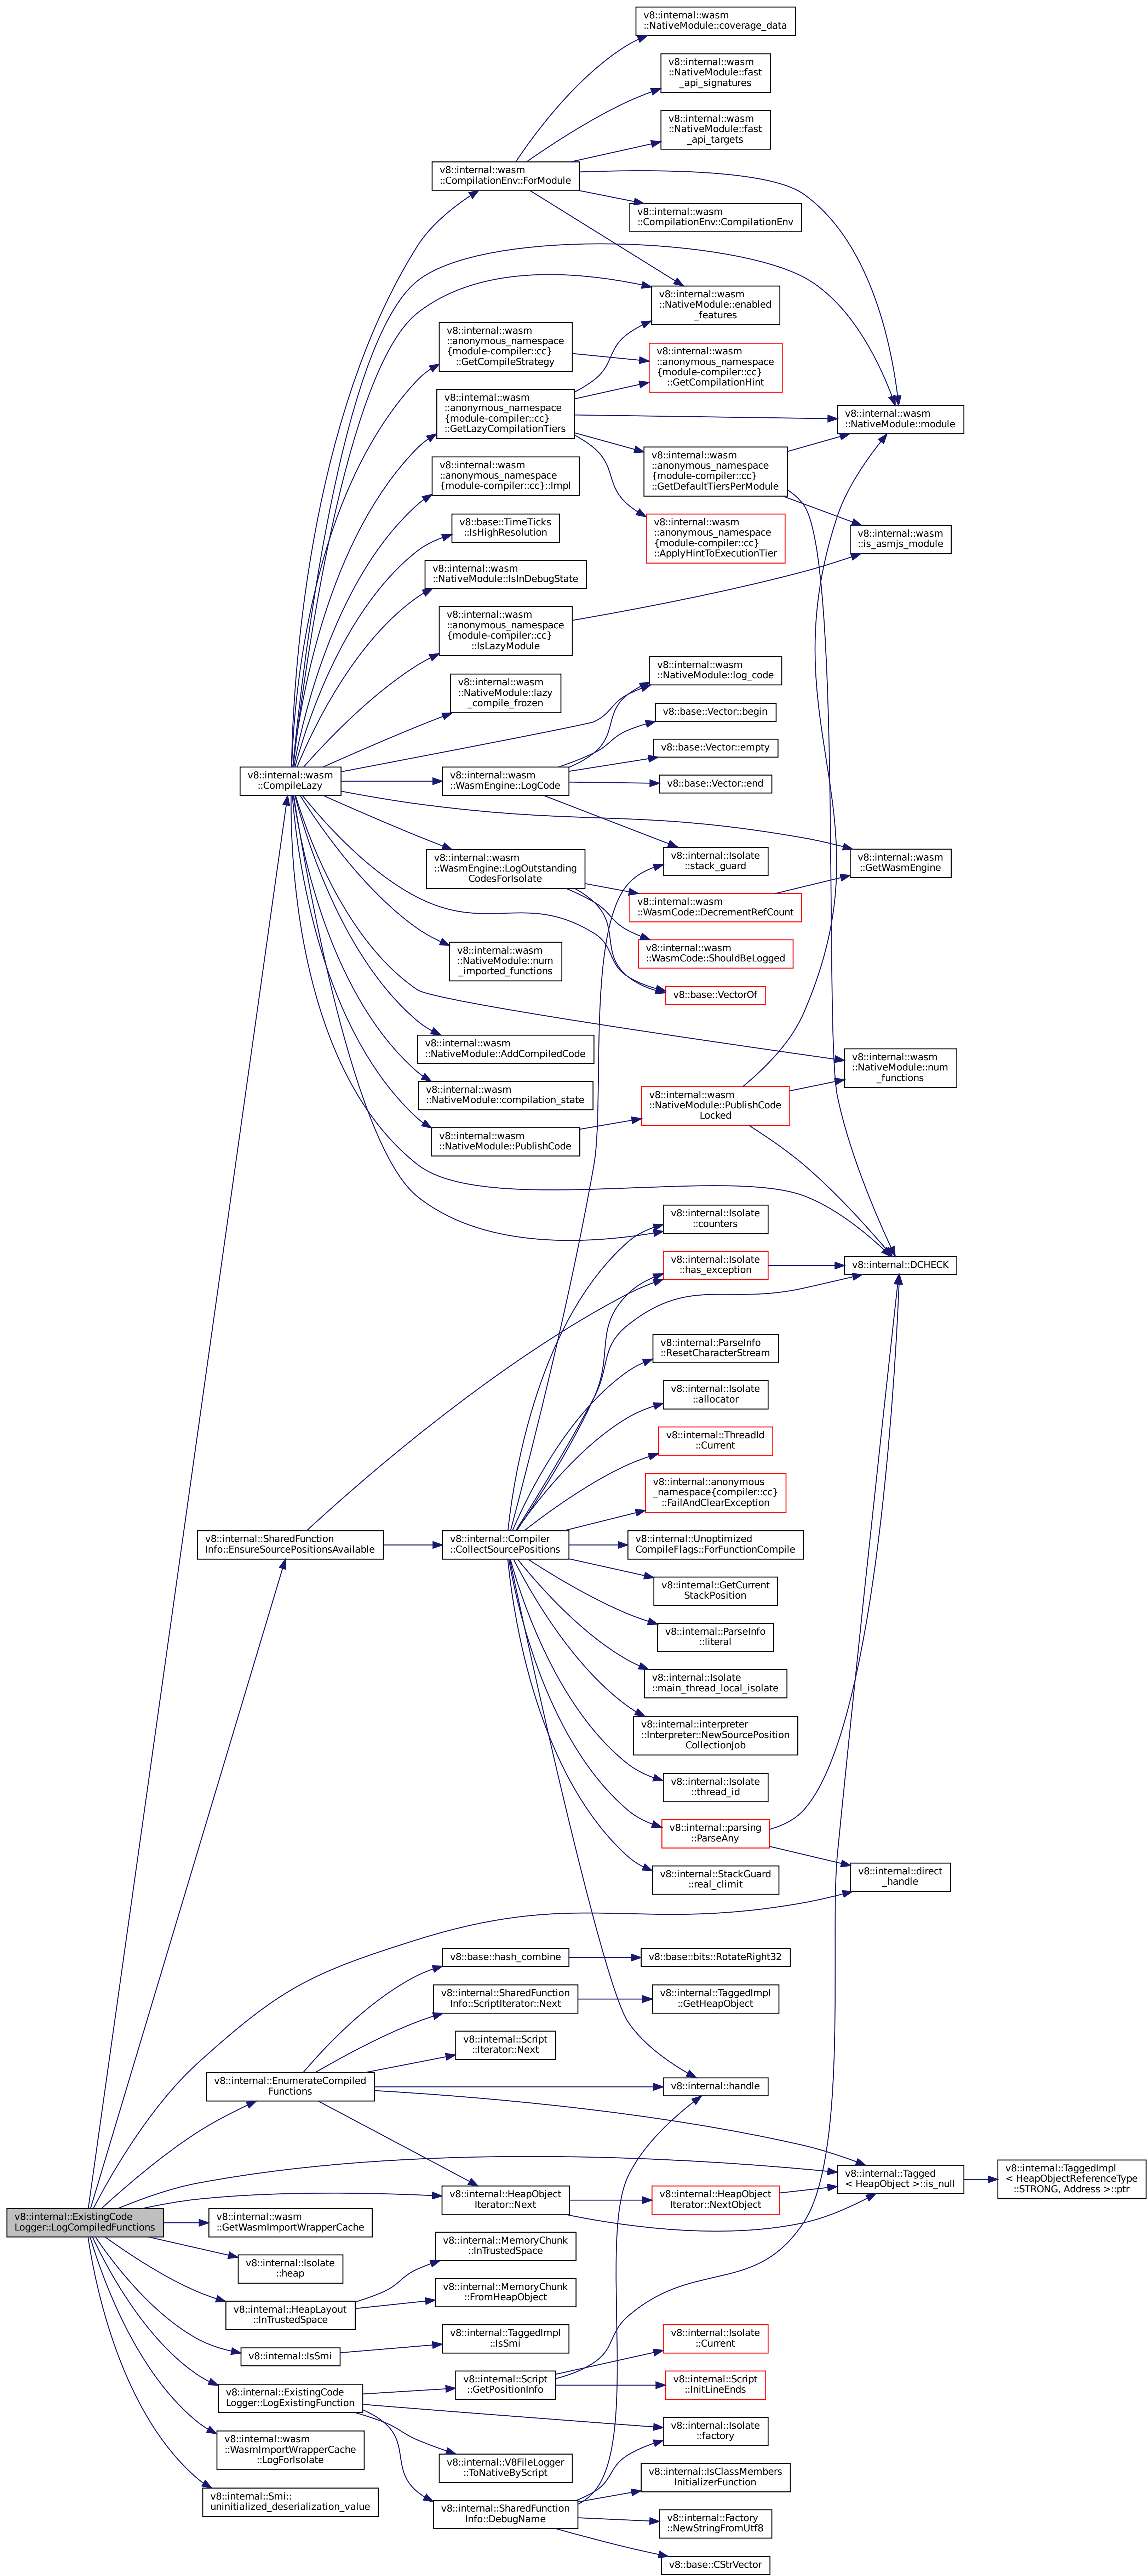 v8::internal::wasm
::NativeModule::coverage_data
v8::internal::wasm
::NativeModule::fast
_api_signatures
v8::internal::wasm
::NativeModule::fast
_api_targets
v8::internal::wasm
::CompilationEnv::ForModule
v8::internal::wasm
::CompilationEnv::CompilationEnv
v8::internal::wasm
::NativeModule::enabled
_features
v8::internal::wasm
::anonymous_namespace
{module-compiler::cc}
::GetCompileStrategy
v8::internal::wasm
::anonymous_namespace
{module-compiler::cc}
::GetCompilationHint
v8::internal::wasm
::anonymous_namespace
{module-compiler::cc}
::GetLazyCompilationTiers
v8::internal::wasm
::NativeModule::module
v8::internal::wasm
::anonymous_namespace
{module-compiler::cc}
::GetDefaultTiersPerModule
v8::internal::wasm
::anonymous_namespace
{module-compiler::cc}::Impl
v8::base::TimeTicks
::IsHighResolution
v8::internal::wasm
::anonymous_namespace
{module-compiler::cc}
::ApplyHintToExecutionTier
v8::internal::wasm
::is_asmjs_module
v8::internal::wasm
::NativeModule::IsInDebugState
v8::internal::wasm
::anonymous_namespace
{module-compiler::cc}
::IsLazyModule
v8::internal::wasm
::NativeModule::log_code
v8::internal::wasm
::NativeModule::lazy
_compile_frozen
v8::base::Vector::begin
v8::base::Vector::empty
v8::internal::wasm
::CompileLazy
v8::internal::wasm
::WasmEngine::LogCode
v8::base::Vector::end
v8::internal::Isolate
::stack_guard
v8::internal::wasm
::GetWasmEngine
v8::internal::wasm
::WasmEngine::LogOutstanding
CodesForIsolate
v8::internal::wasm
::WasmCode::DecrementRefCount
v8::internal::wasm
::WasmCode::ShouldBeLogged
v8::internal::wasm
::NativeModule::num
_imported_functions
v8::base::VectorOf
v8::internal::wasm
::NativeModule::AddCompiledCode
v8::internal::wasm
::NativeModule::num
_functions
v8::internal::wasm
::NativeModule::compilation_state
v8::internal::wasm
::NativeModule::PublishCode
Locked
v8::internal::wasm
::NativeModule::PublishCode
v8::internal::Isolate
::counters
v8::internal::Isolate
::has_exception
v8::internal::DCHECK
v8::internal::ParseInfo
::ResetCharacterStream
v8::internal::Isolate
::allocator
v8::internal::ThreadId
::Current
v8::internal::anonymous
_namespace{compiler::cc}
::FailAndClearException
v8::internal::SharedFunction
Info::EnsureSourcePositionsAvailable
v8::internal::Compiler
::CollectSourcePositions
v8::internal::Unoptimized
CompileFlags::ForFunctionCompile
v8::internal::GetCurrent
StackPosition
v8::internal::ParseInfo
::literal
v8::internal::Isolate
::main_thread_local_isolate
v8::internal::interpreter
::Interpreter::NewSourcePosition
CollectionJob
v8::internal::Isolate
::thread_id
v8::internal::parsing
::ParseAny
v8::internal::StackGuard
::real_climit
v8::internal::direct
_handle
v8::base::hash_combine
v8::base::bits::RotateRight32
v8::internal::SharedFunction
Info::ScriptIterator::Next
v8::internal::TaggedImpl
::GetHeapObject
v8::internal::Script
::Iterator::Next
v8::internal::EnumerateCompiled
Functions
v8::internal::handle
v8::internal::Tagged
< HeapObject >::is_null
v8::internal::TaggedImpl
< HeapObjectReferenceType
::STRONG, Address >::ptr
v8::internal::HeapObject
Iterator::Next
v8::internal::HeapObject
Iterator::NextObject
v8::internal::ExistingCode
Logger::LogCompiledFunctions
v8::internal::wasm
::GetWasmImportWrapperCache
v8::internal::MemoryChunk
::InTrustedSpace
v8::internal::Isolate
::heap
v8::internal::MemoryChunk
::FromHeapObject
v8::internal::HeapLayout
::InTrustedSpace
v8::internal::TaggedImpl
::IsSmi
v8::internal::IsSmi
v8::internal::Isolate
::Current
v8::internal::Script
::GetPositionInfo
v8::internal::Script
::InitLineEnds
v8::internal::ExistingCode
Logger::LogExistingFunction
v8::internal::Isolate
::factory
v8::internal::wasm
::WasmImportWrapperCache
::LogForIsolate
v8::internal::V8FileLogger
::ToNativeByScript
v8::internal::IsClassMembers
InitializerFunction
v8::internal::Smi::
uninitialized_deserialization_value
v8::internal::SharedFunction
Info::DebugName
v8::internal::Factory
::NewStringFromUtf8
v8::base::CStrVector